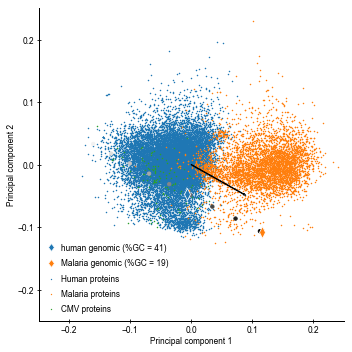 0.2
0.1
0.0
−0.1
−0.2
Principal component 2
human genomic (%GC = 41)
Malaria genomic (%GC = 19)
Human proteins
Malaria proteins
CMV proteins
−0.2 −0.1 0.0 0.1 0.2
Principal component 1